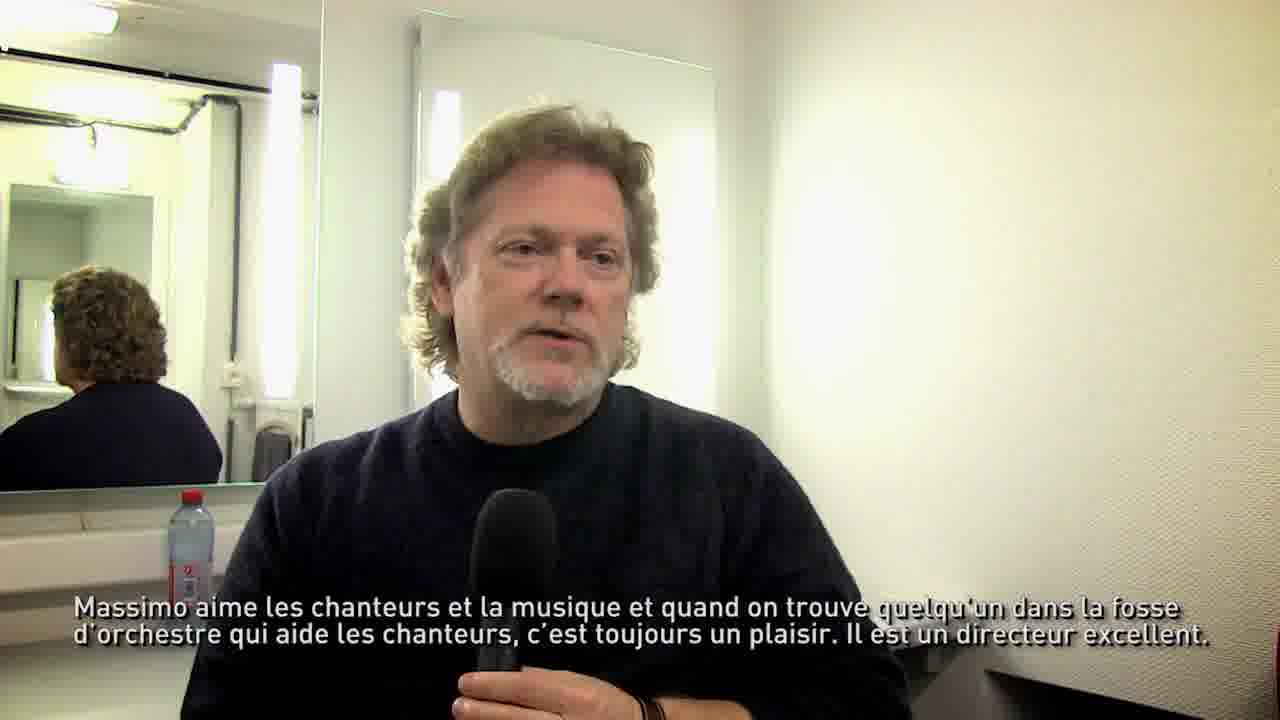 Massimo aime les chanteurs et la musique et quand on trouve quelqu'un dans la fosse
d'orchestre qui aide les chanteurs, c'est toujours un plaisir. Il est un directeur excellent.